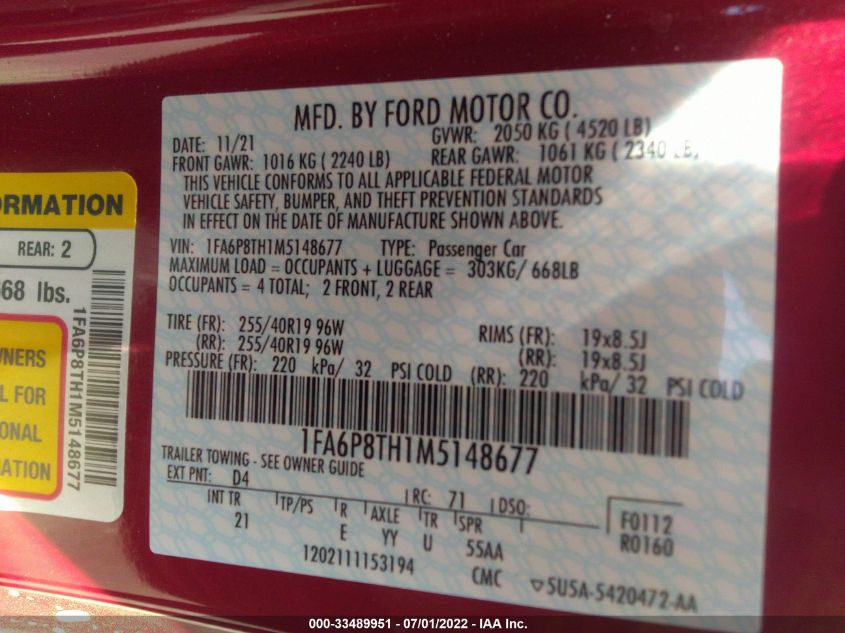 MFD. BY FORD MOTOR CO.
DATE: 11/21 GVWR: 2050 KG ( 4520 LB)
FRONT GAWR: 1016 KG ( 2240 LB) REAR GAWR: 1061 KG ( 2340 LB)
THIS VEHICLE CONFORMS TO ALL APPLICABLE FEDERAL MOTOR
VEHICLE SAFETY, BUMPER, AND THEFT PREVENTION STANDARDS
IN EFFECT ON THE DATE OF MANUFACTURE SHOWN ABOVE.
VIN: 1FA6P8TH1M5148677 TYPE: Passenger Car
MAXIMUM LOAD = OCCUPANTS + LUGGAGE = 303KG/ 668LB
OCCUPANTS = 4 TOTAL; 2 FRONT, 2 REAR
TIRE (FR): 255/40R19 96W RIMS (FR): 19x8.5J
(RR): 255/40R19 96W (RR): 19x8.5J
PRESSURE (FR): 220 kPa/ 32 PSI COLD (RR): 220 kPa/ 32 PSI COLD
1FA6P8TH1M5148677
TRAILER TOWING - SEE OWNER GUIDE
EXT PNT: D4 RC: 71 DSO:
INT TR TP/PS R AXLE TR SPR F0112
21 E YY U 55AA R0160
1202111153194 CMC 5U5A-5420472-AA
ORMATION
REAR: 2
668 lbs.
WNERS
L FOR
ONAL
ATION
1FA6P8TH1M5148677
000-33489951 - 07/01/2022 - IAA Inc.